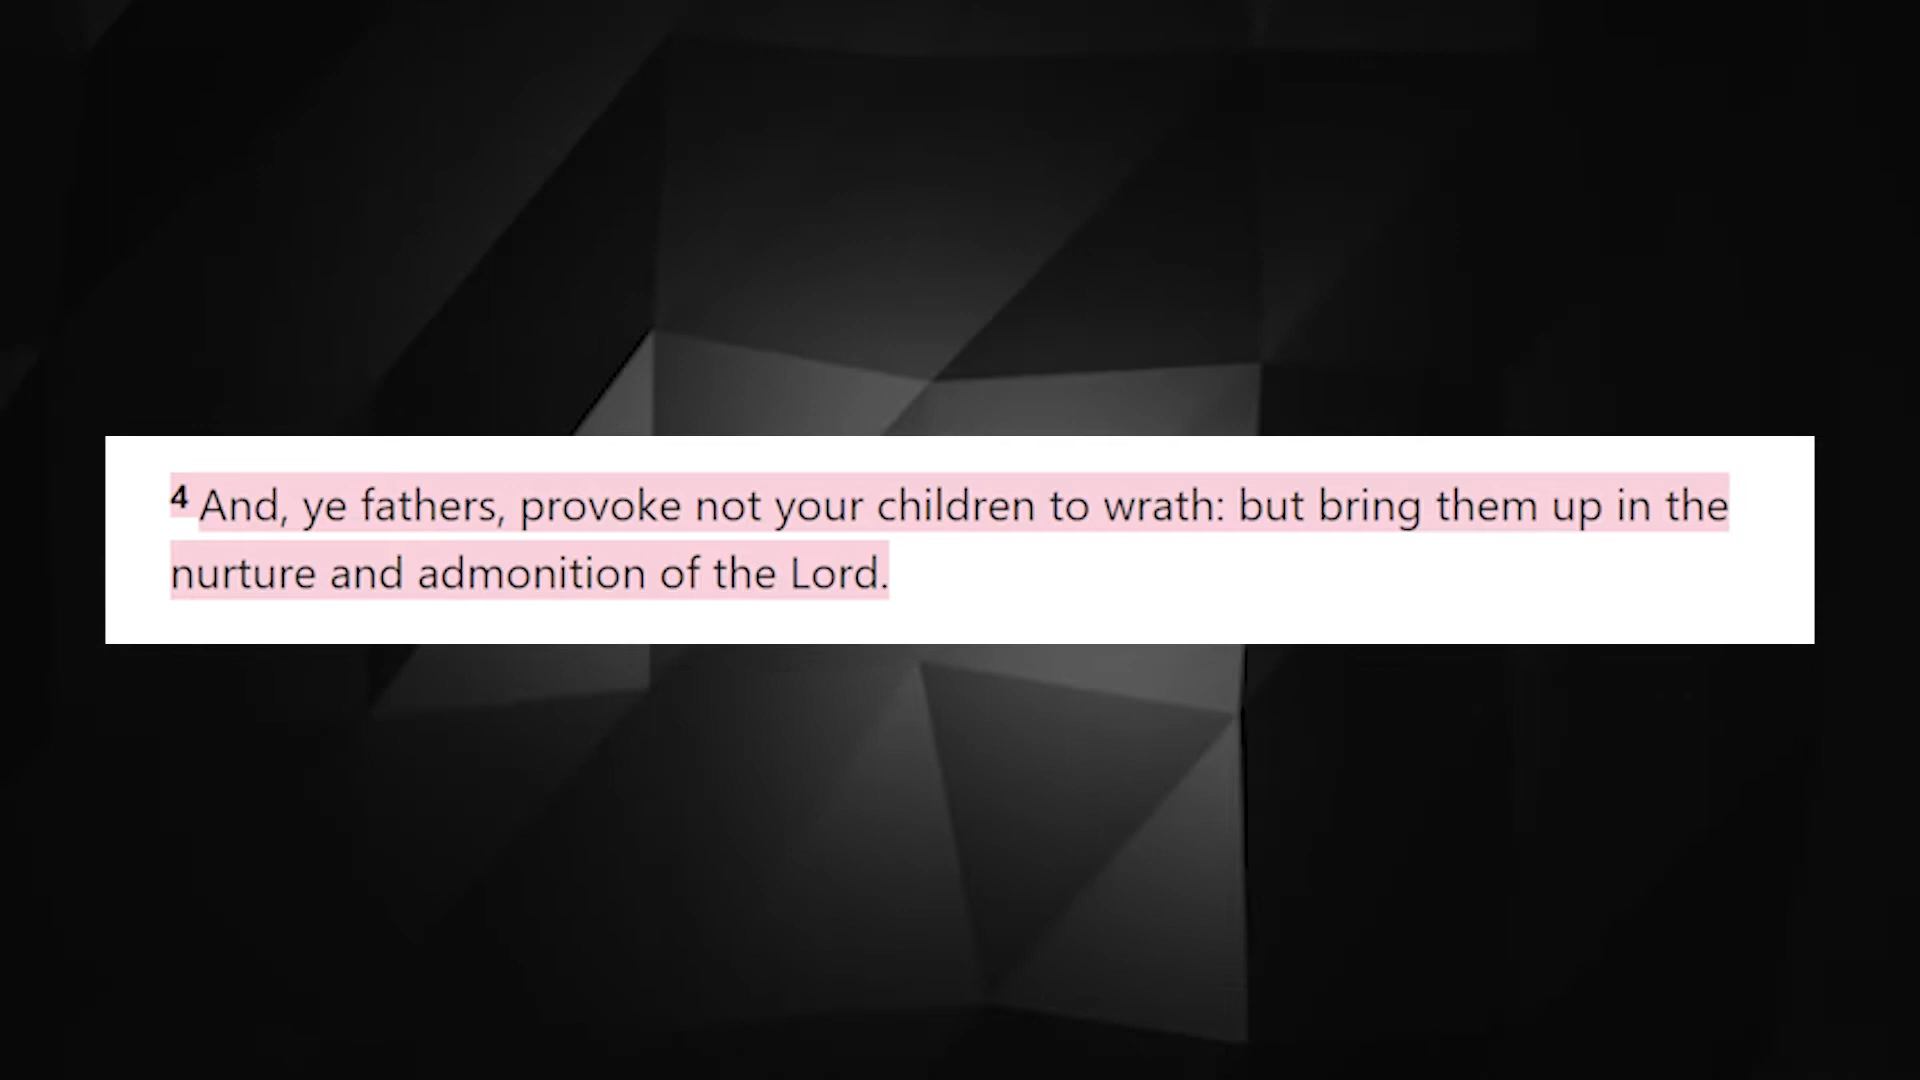 4 And, ye fathers, provoke not your children to wrath: but bring them up in the
nurture and admonition of the Lord.